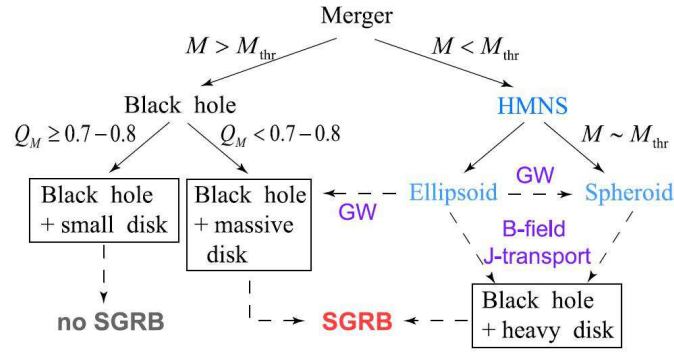 Merger
M > M_thr
M < M_thr
Black hole
HMNS
Q_M ≥ 0.7 − 0.8
Q_M < 0.7 − 0.8
M ~ M_thr
Black hole
+ small disk
Black hole
+ massive
disk
GW
Ellipsoid
GW
Spheroid
B-field
J-transport
no SGRB
SGRB
Black hole
+ heavy disk